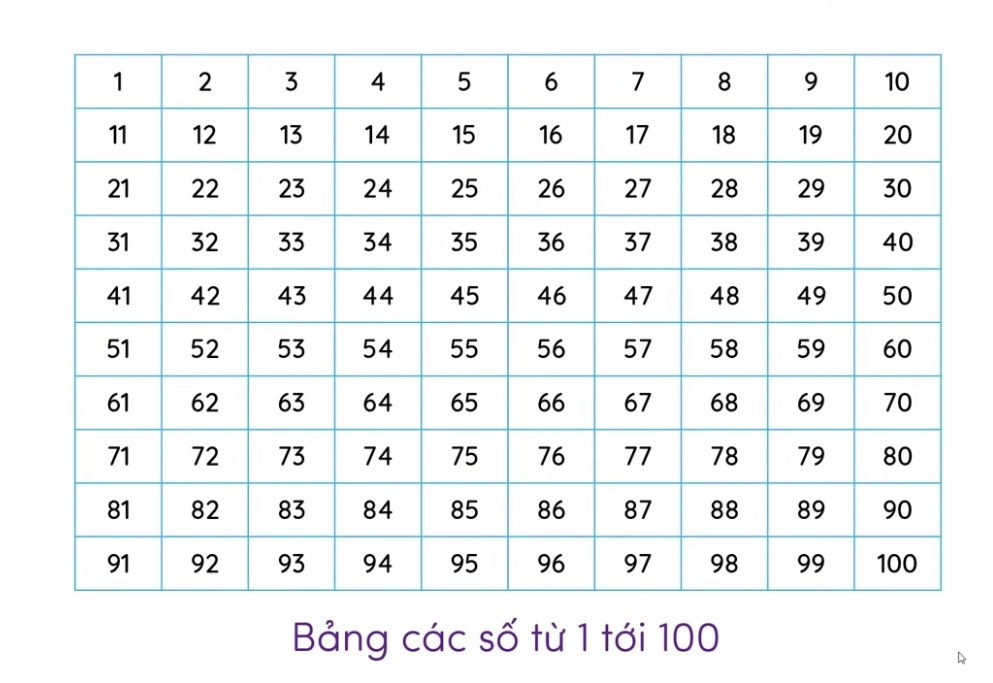 1 2 3 4 5 6 7 8 9 10
11 12 13 14 15 16 17 18 19 20
21 22 23 24 25 26 27 28 29 30
31 32 33 34 35 36 37 38 39 40
41 42 43 44 45 46 47 48 49 50
51 52 53 54 55 56 57 58 59 60
61 62 63 64 65 66 67 68 69 70
71 72 73 74 75 76 77 78 79 80
81 82 83 84 85 86 87 88 89 90
91 92 93 94 95 96 97 98 99 100
Bảng các số từ 1 tới 100